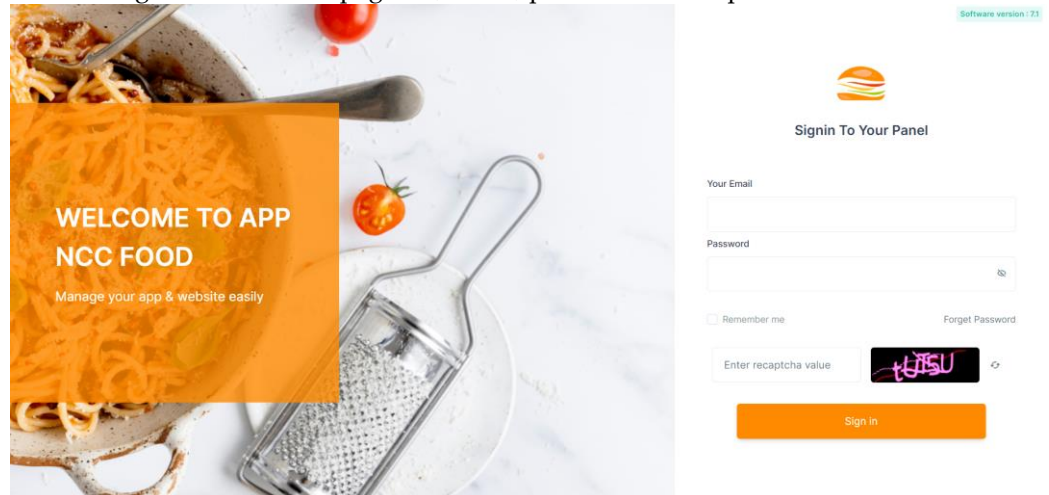 Software version : 7.1
Signin To Your Panel
Your Email
WELCOME TO APP
NCC FOOD
Password
Manage your app & website easily
Remember me
Forget Password
Enter recaptcha value
Sign in